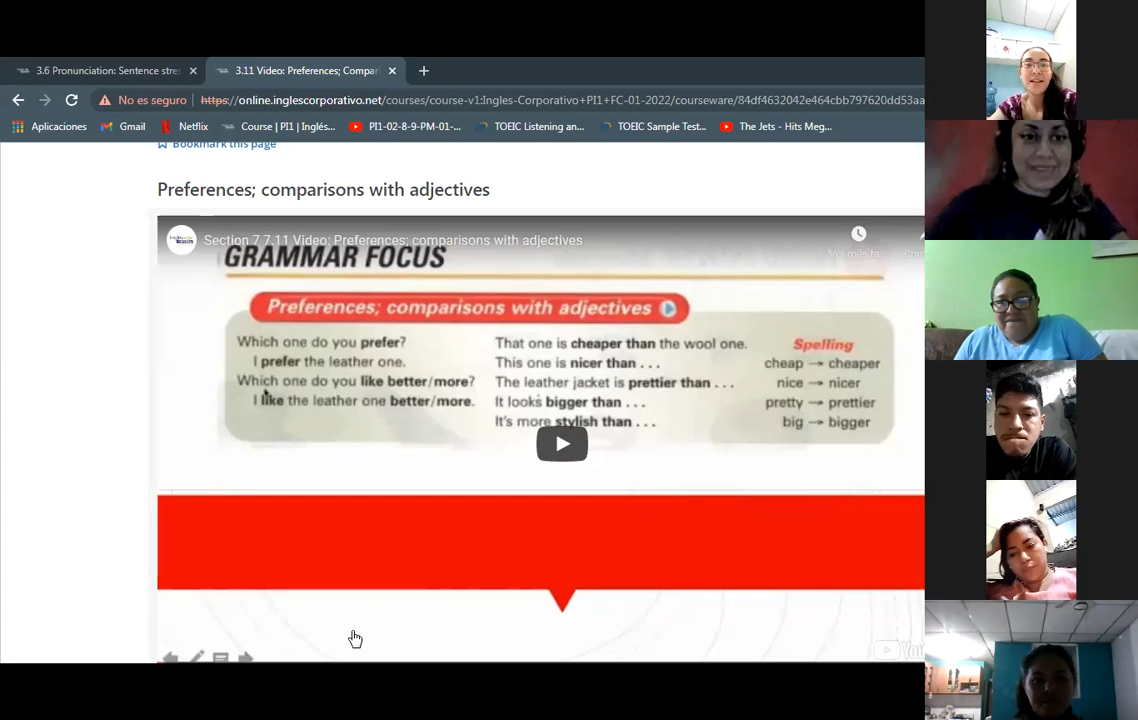 3.6 Pronunciation: Sentence stres
3.11 Video: Preferences; Compar
No es seguro https://online.inglescorporativo.net/courses/course-v1:Ingles-Corporativo+PI1+FC-01-2022/courseware/84df4632042e464cbb797620dd53aa
Aplicaciones Gmail Netflix Course | PI1 | Inglés... PI1-02-8-9-PM-01-... TOEIC Listening an... TOEIC Sample Test... The Jets - Hits Meg...
Bookmark this page
Preferences; comparisons with adjectives
Section 7 7.11 Video: Preferences; comparisons with adjectives
Ver más ta...
GRAMMAR FOCUS
Preferences; comparisons with adjectives
Which one do you prefer?
I prefer the leather one.
Which one do you like better/more?
I like the leather one better/more.
That one is cheaper than the wool one.
This one is nicer than . . .
The leather jacket is prettier than . . .
It looks bigger than . . .
It's more stylish than . . .
Spelling
cheap → cheaper
nice → nicer
pretty → prettier
big → bigger
You